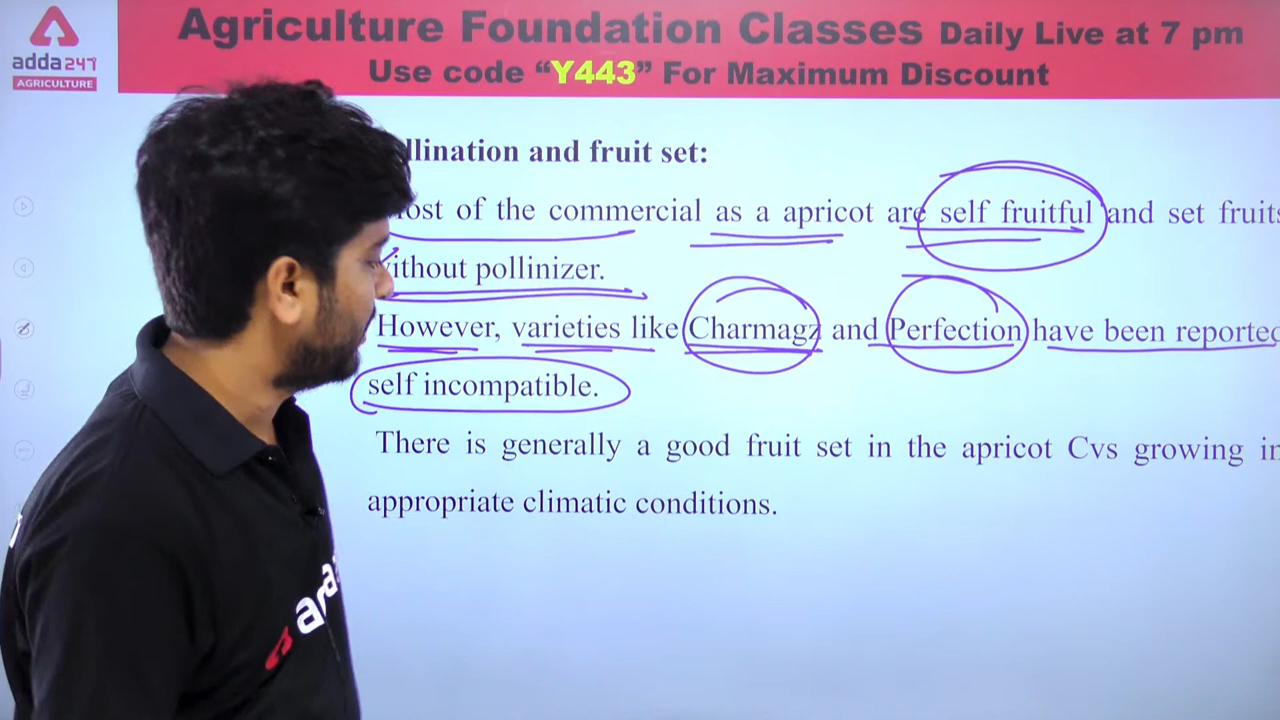 Agriculture Foundation Classes Daily Live at 7 pm
Use code “Y443” For Maximum Discount
adda247
AGRICULTURE
llination and fruit set:
ost of the commercial as a apricot are self fruitful and set fruits
ithout pollinizer.
However, varieties like Charmagz and Perfection have been reported
self incompatible.
There is generally a good fruit set in the apricot Cvs growing in
appropriate climatic conditions.